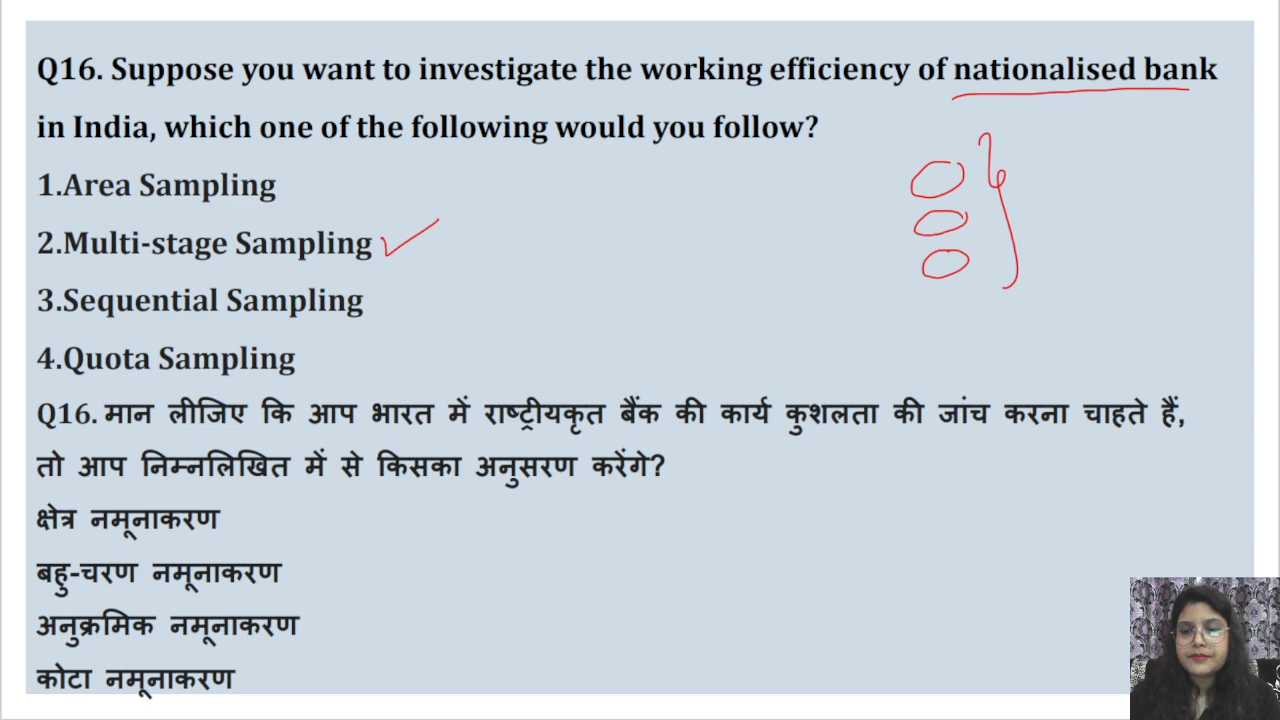 Q16. Suppose you want to investigate the working efficiency of nationalised bank
in India, which one of the following would you follow?
1.Area Sampling
2.Multi-stage Sampling
3.Sequential Sampling
4.Quota Sampling
Q16. मान लीजिए कि आप भारत में राष्ट्रीयकृत बैंक की कार्य कुशलता की जांच करना चाहते हैं,
तो आप निम्नलिखित में से किसका अनुसरण करेंगे?
क्षेत्र नमूनाकरण
बहु-चरण नमूनाकरण
अनुक्रमिक नमूनाकरण
कोटा नमूनाकरण